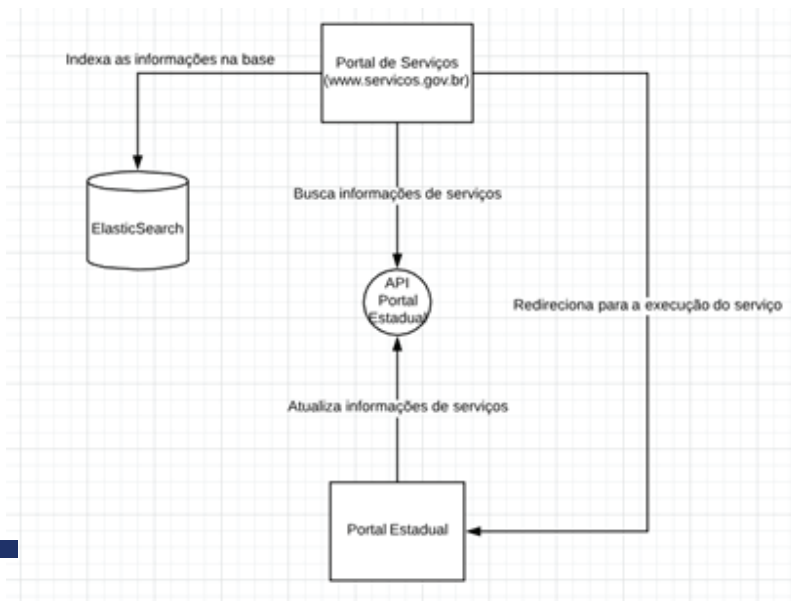 Indexa as informações na base
Portal de Serviços
(www.servicos.gov.br)
ElasticSearch
Busca informações de serviços
API
Portal
Estadual
Redireciona para a execução do serviço
Atualiza informações de serviços
Portal Estadual